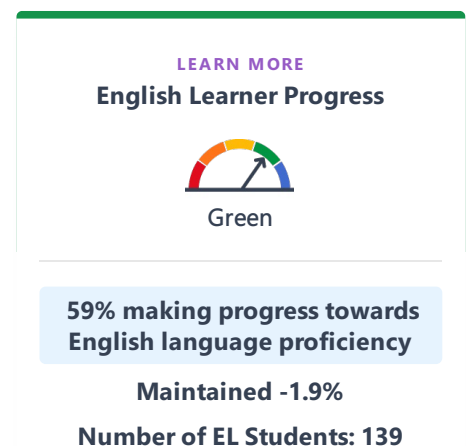 LEARN MORE
English Learner Progress
Green
59% making progress towards
English language proficiency
Maintained -1.9%
Number of EL Students: 139